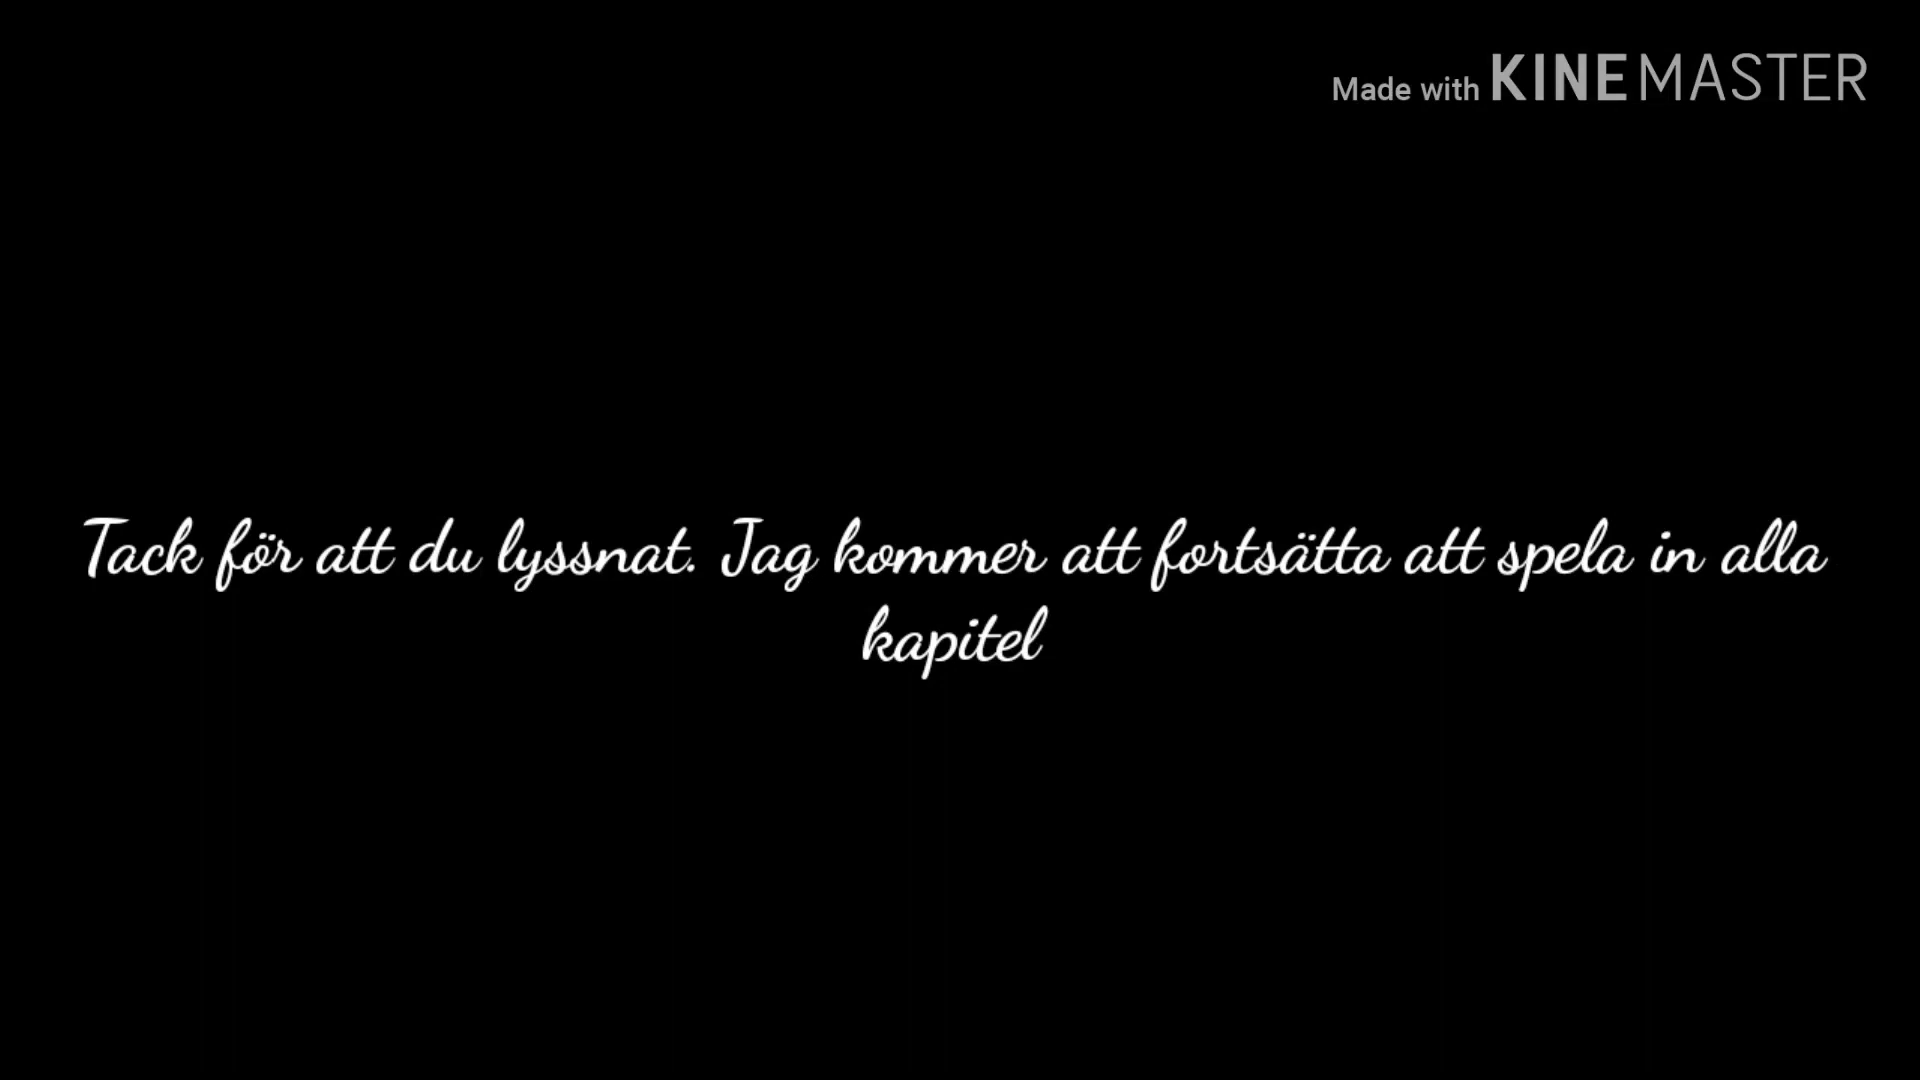 Made with KINEMASTER
Tack för att du lyssnat. Jag kommer att fortsätta att spela in alla
kapitel